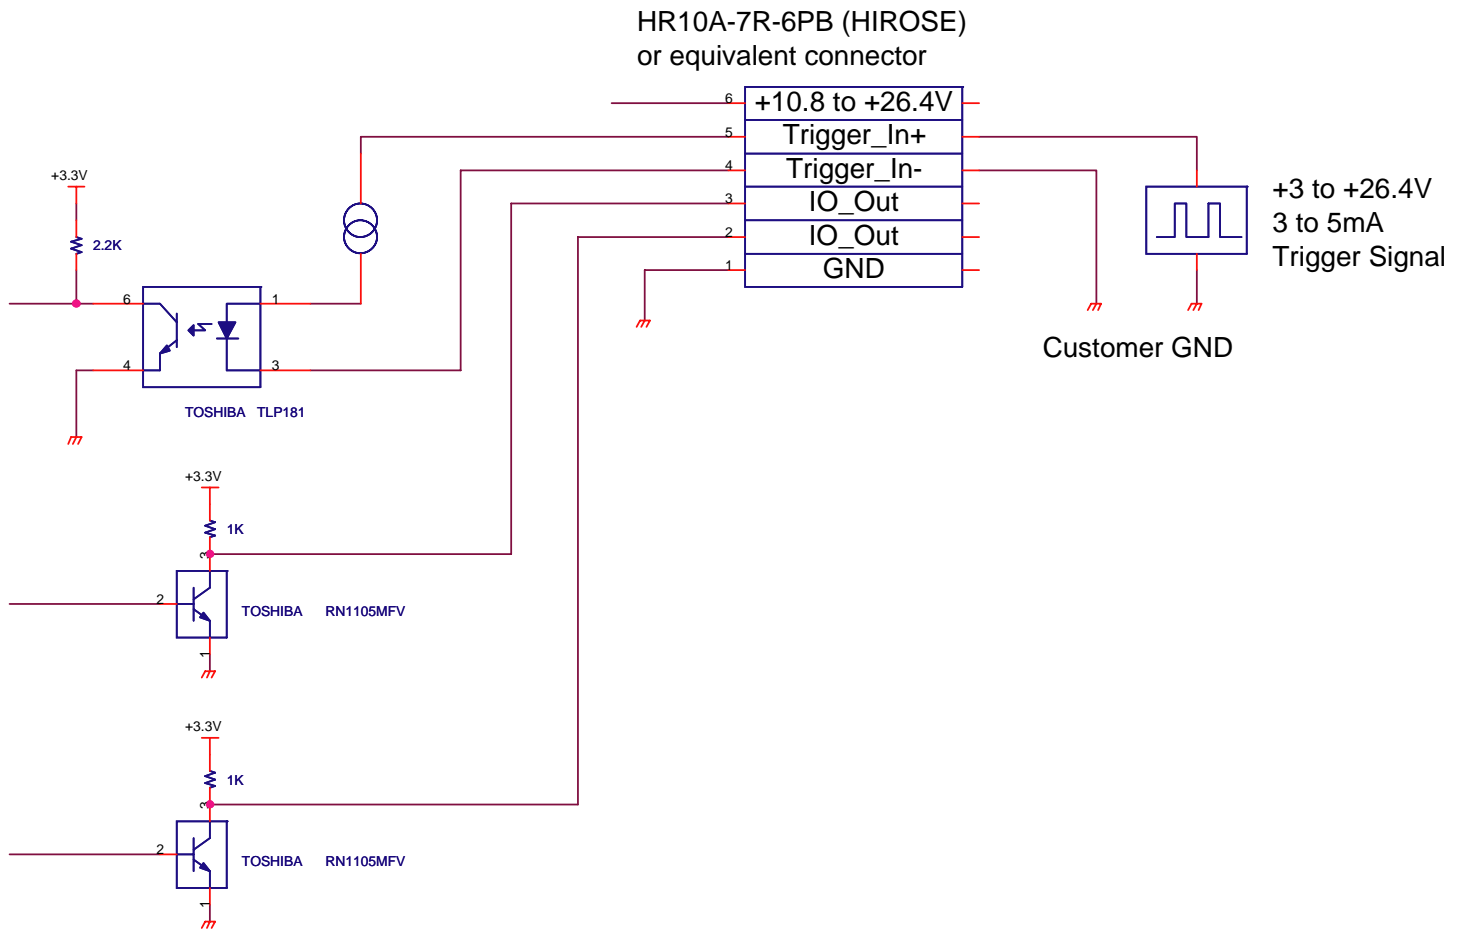 HR10A-7R-6PB (HIROSE)
or equivalent connector
6 +10.8 to +26.4V
5 Trigger_In+
4 Trigger_In-
3 IO_Out
2 IO_Out
1 GND
+3 to +26.4V
3 to 5mA
Trigger Signal
Customer GND
+3.3V
2.2K
6 1
4 3
TOSHIBA TLP181
+3.3V
1K
3
2
TOSHIBA RN1105MFV
1
+3.3V
1K
3
2
TOSHIBA RN1105MFV
1